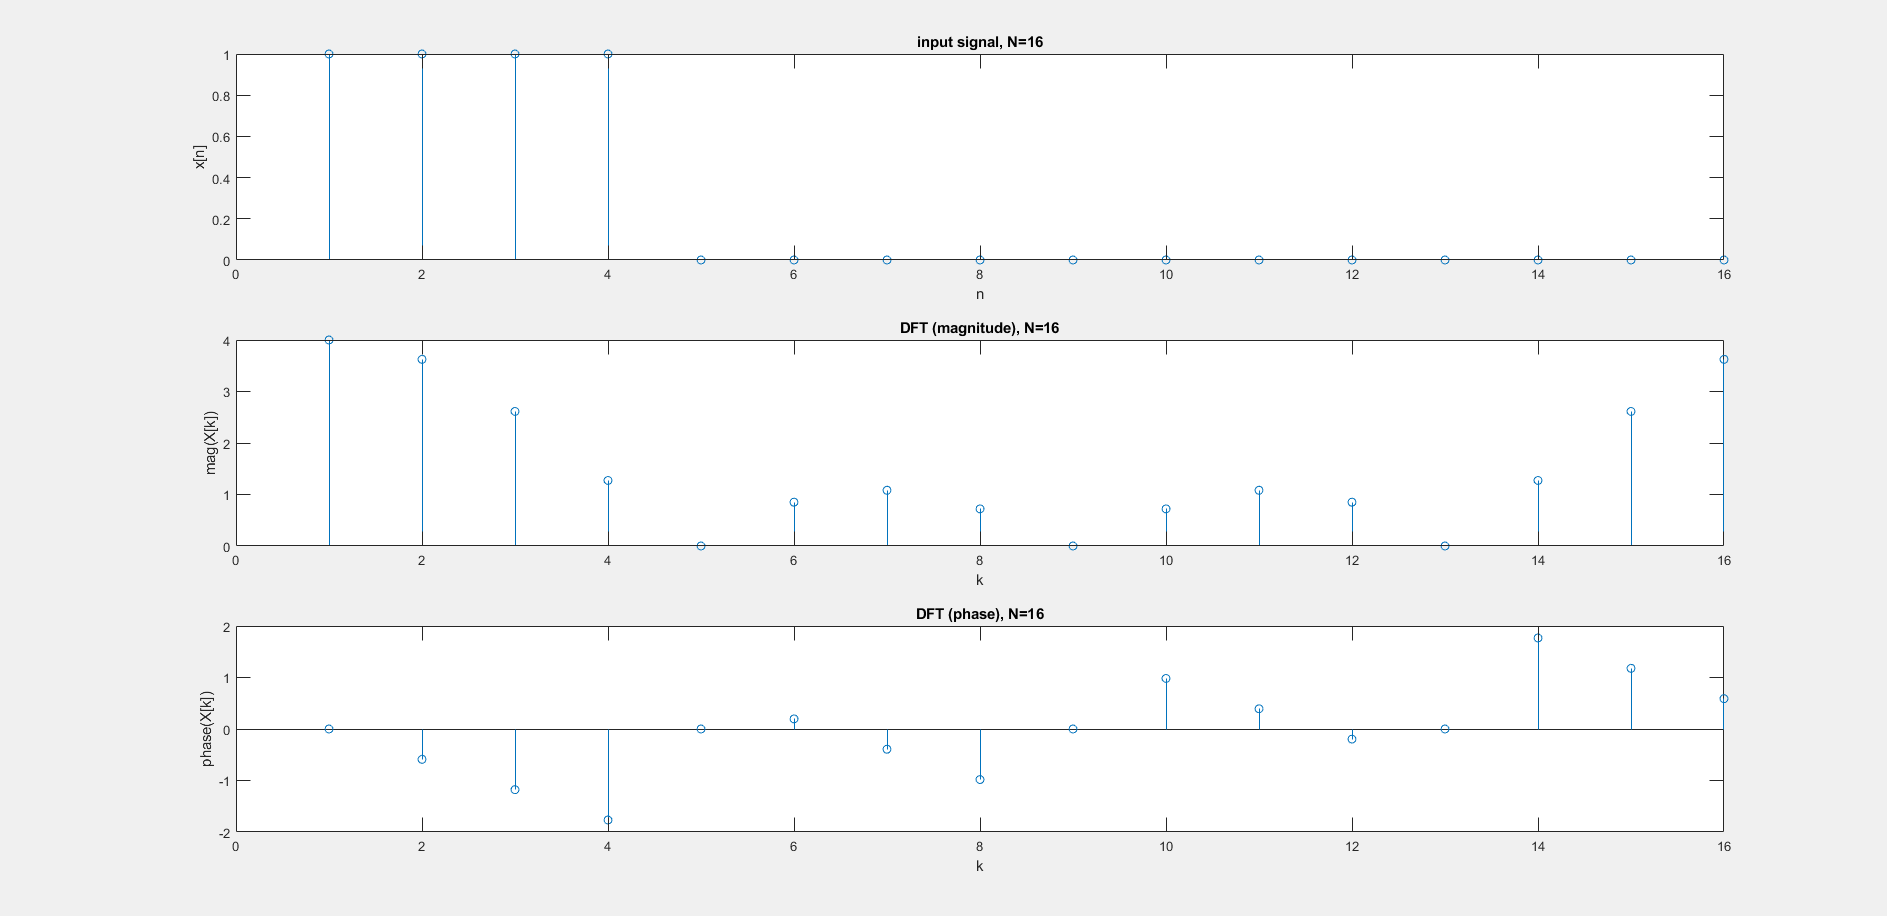 input signal, N=16
1
0.8
0.6
0.4
0.2
0
x[n]
0 2 4 6 8 10 12 14 16
n
DFT (magnitude), N=16
4
3
2
1
0
mag(X[k])
0 2 4 6 8 10 12 14 16
k
DFT (phase), N=16
2
1
0
-1
-2
phase(X[k])
0 2 4 6 8 10 12 14 16
k